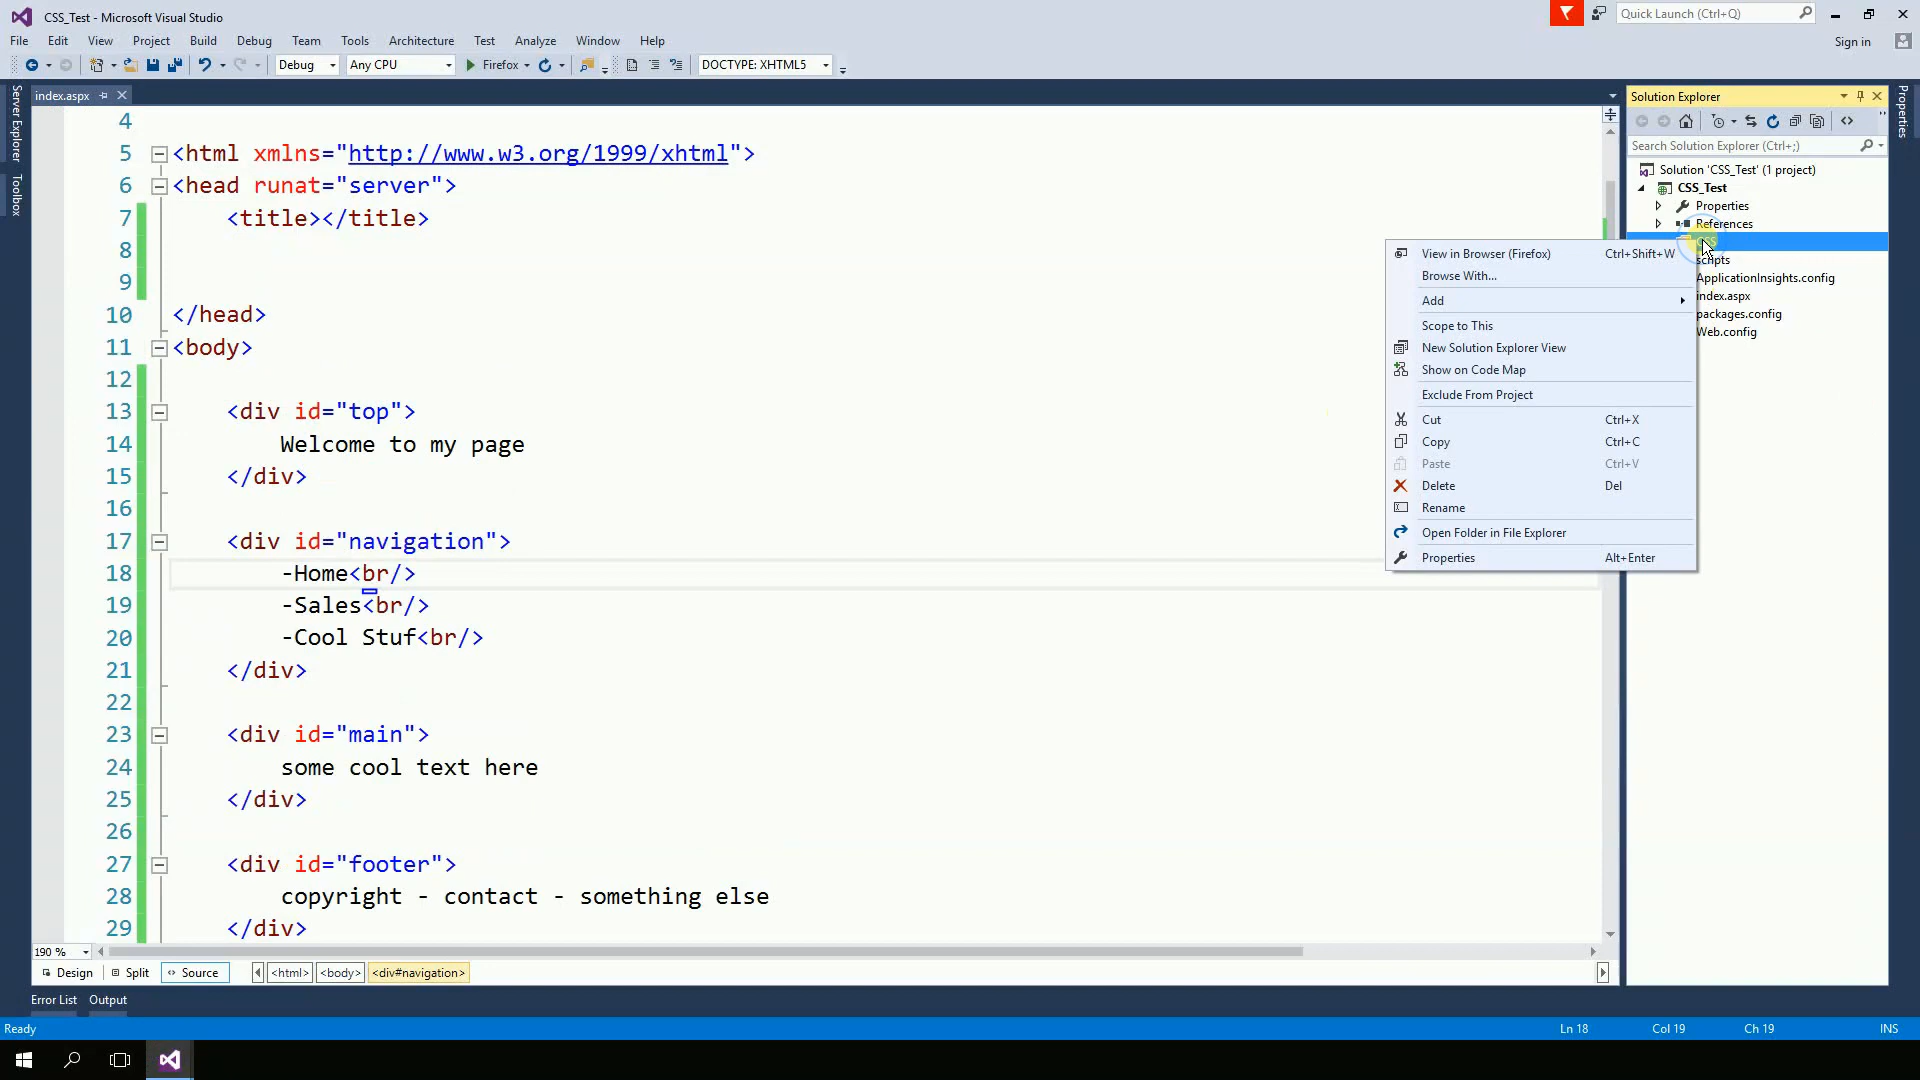 CSS_Test - Microsoft Visual Studio
Quick Launch (Ctrl+Q)
File Edit View Project Build Debug Team Tools Architecture Test Analyze Window Help
Sign in
Debug Any CPU Firefox DOCTYPE: XHTML5
Server Explorer
Toolbox
index.aspx
4
5 <html xmlns="http://www.w3.org/1999/xhtml">
6 <head runat="server">
7 <title></title>
8
9
10 </head>
11 <body>
12
13 <div id="top">
14 Welcome to my page
15 </div>
16
17 <div id="navigation">
18 -Home<br/>
19 -Sales<br/>
20 -Cool Stuf<br/>
21 </div>
22
23 <div id="main">
24 some cool text here
25 </div>
26
27 <div id="footer">
28 copyright - contact - something else
29 </div>
190 %
Design Split Source <html> <body> <div#navigation>
View in Browser (Firefox) Ctrl+Shift+W
Browse With...
Add
Scope to This
New Solution Explorer View
Show on Code Map
Exclude From Project
Cut Ctrl+X
Copy Ctrl+C
Paste Ctrl+V
Delete Del
Rename
Open Folder in File Explorer
Properties Alt+Enter
Solution Explorer
Search Solution Explorer (Ctrl+;)
Solution 'CSS_Test' (1 project)
CSS_Test
Properties
References
CSS
scripts
ApplicationInsights.config
index.aspx
packages.config
Web.config
Properties
Error List Output
Ready Ln 18 Col 19 Ch 19 INS